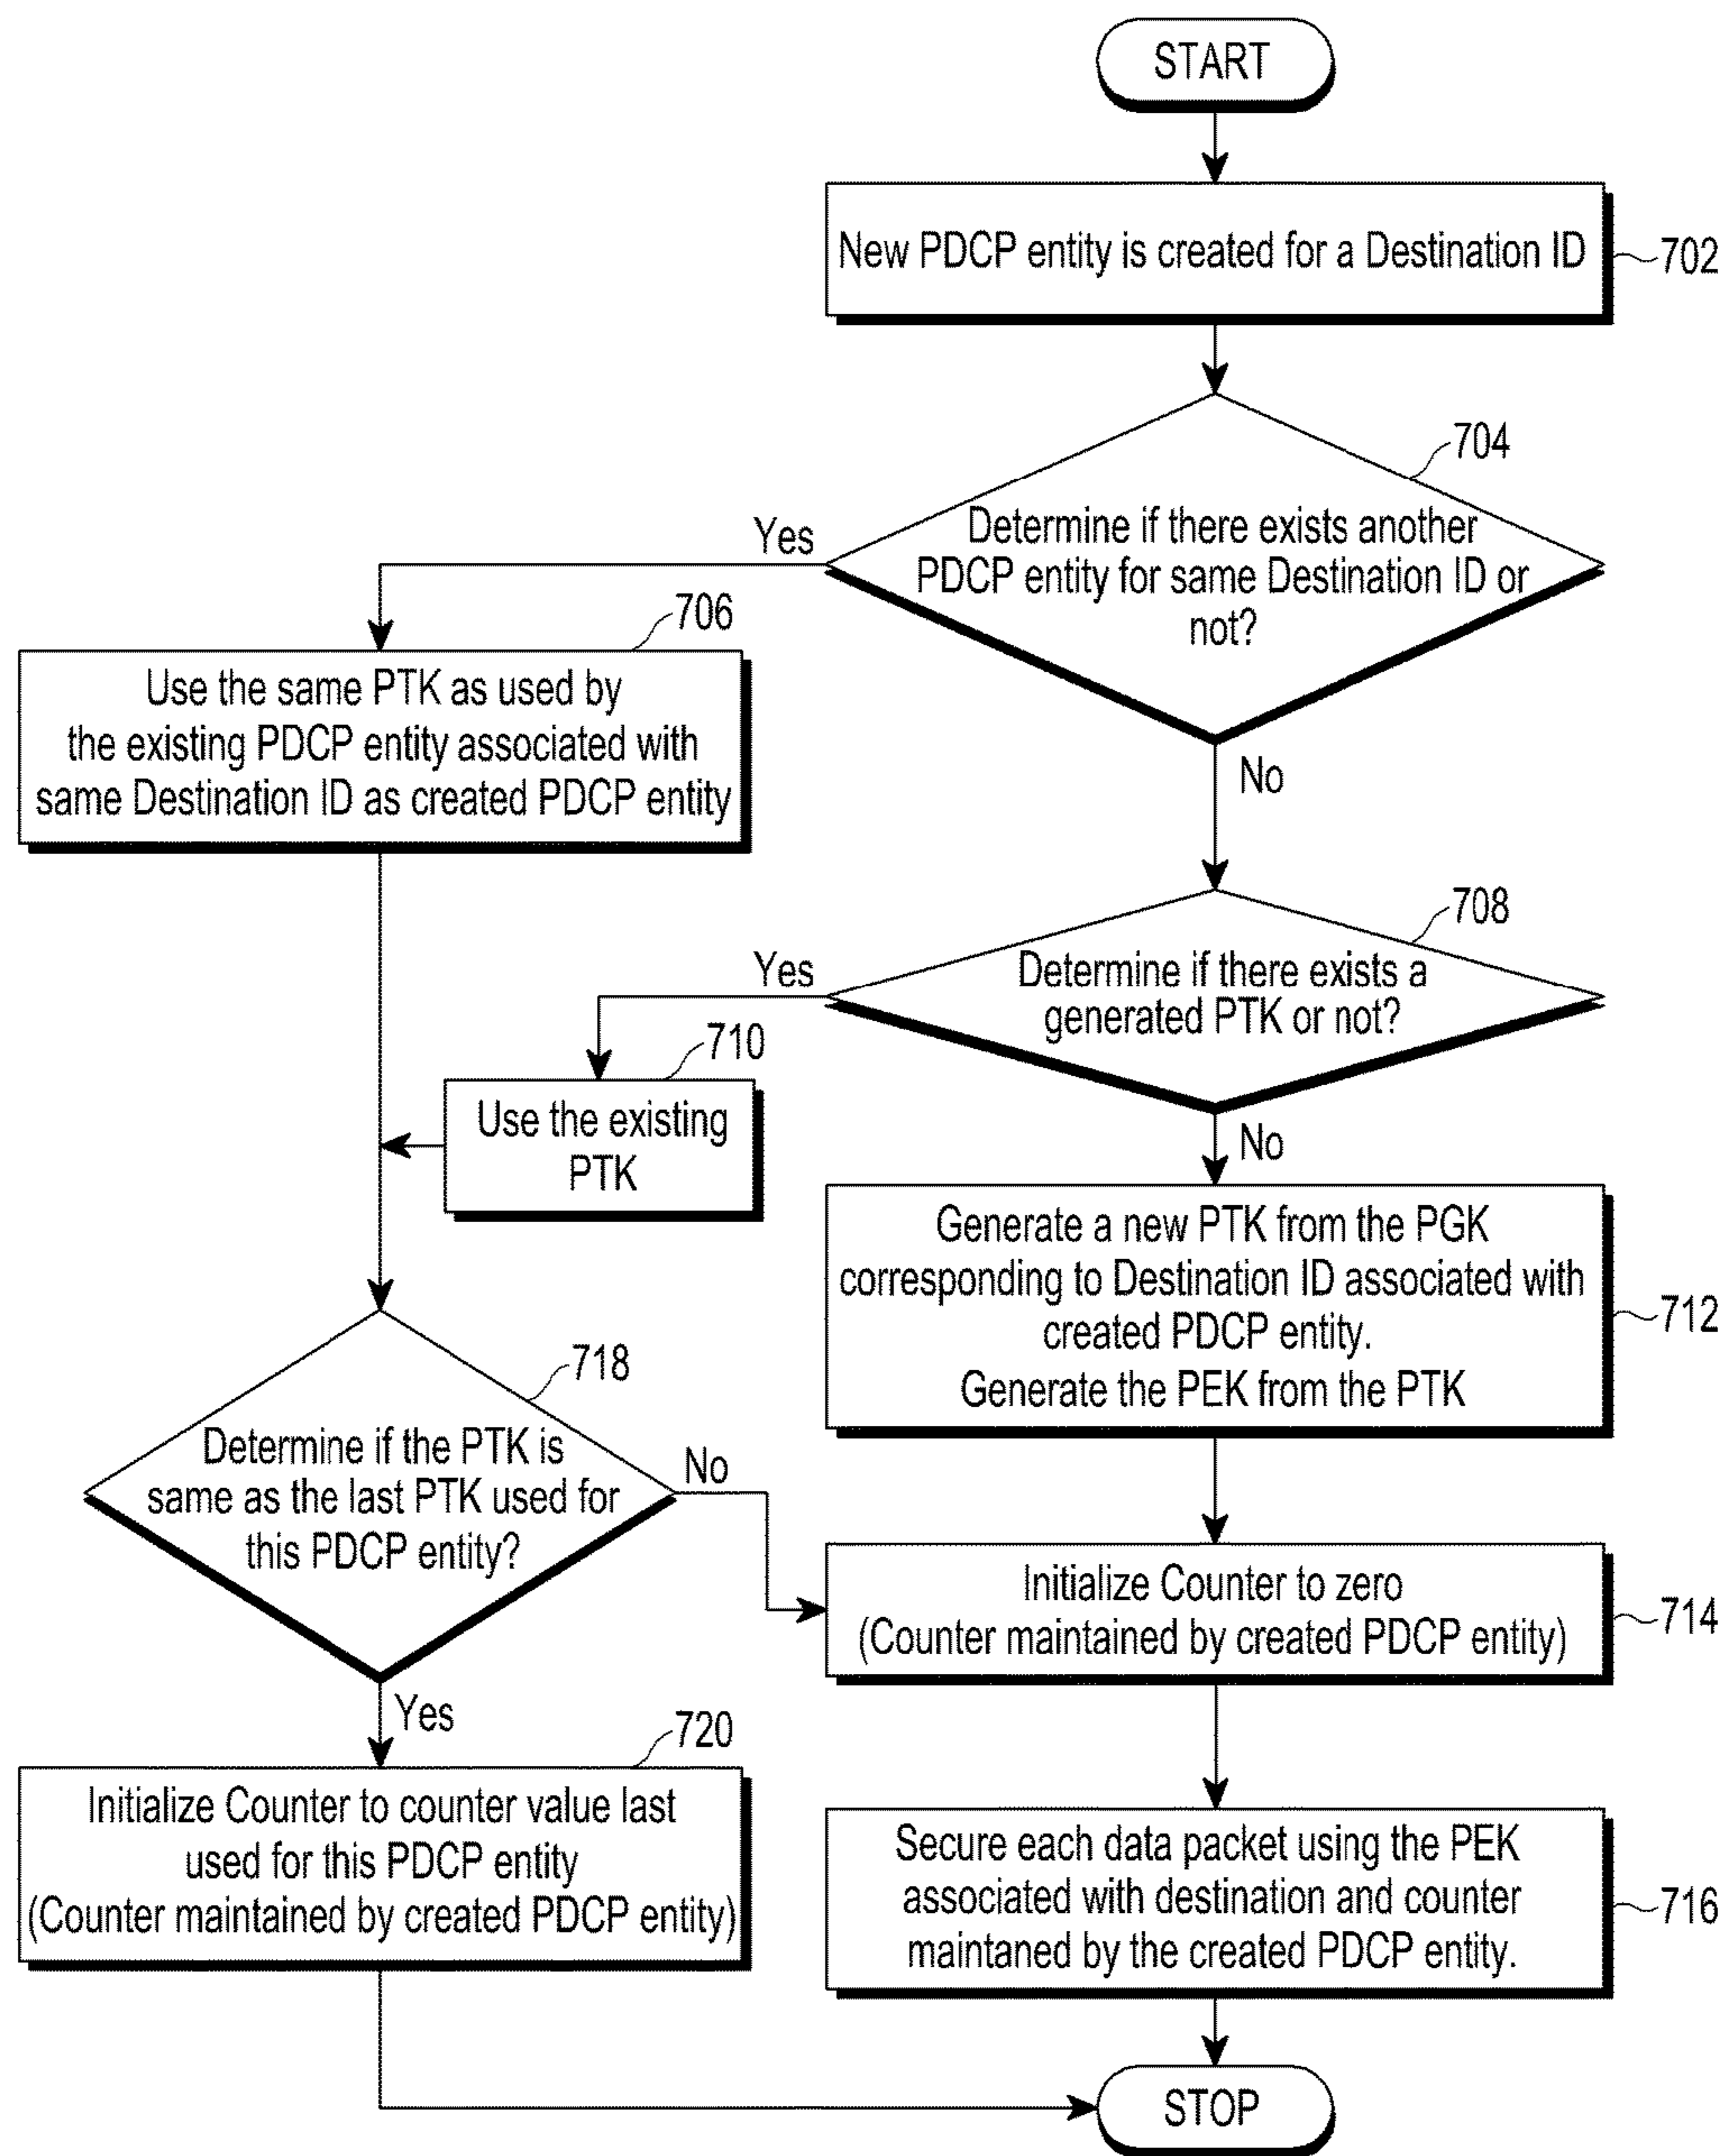 START
New PDCP entity is created for a Destination ID
702
704
Determine if there exists another
PDCP entity for same Destination ID or
not?
Yes
No
706
Use the same PTK as used by
the existing PDCP entity associated with
same Destination ID as created PDCP entity
708
Determine if there exists a
generated PTK or not?
Yes
No
710
Use the existing
PTK
Generate a new PTK from the PGK
corresponding to Destination ID associated with
created PDCP entity.
Generate the PEK from the PTK
712
718
Determine if the PTK is
same as the last PTK used for
this PDCP entity?
No
Yes
Initialize Counter to zero
(Counter maintained by created PDCP entity)
714
720
Initialize Counter to counter value last
used for this PDCP entity
(Counter maintained by created PDCP entity)
Secure each data packet using the PEK
associated with destination and counter
maintaned by the created PDCP entity.
716
STOP